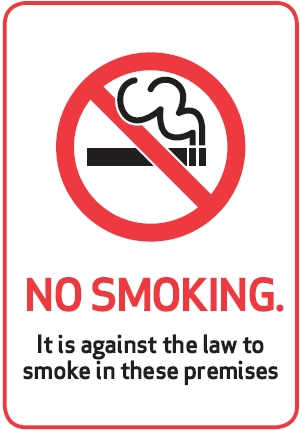 NO SMOKING.
It is against the law to
smoke in these premises